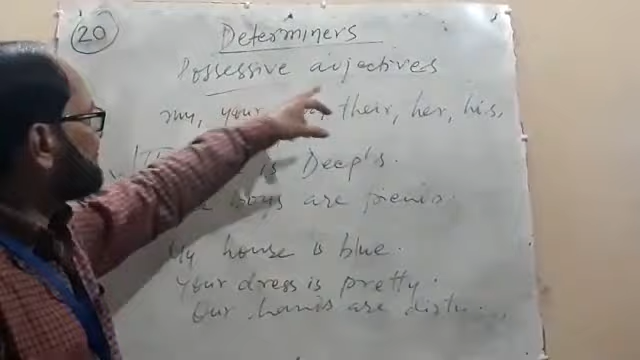 20
Determiners
Possessive adjectives
my, your, their, her, his,
is Deep's.
boys are
My house is blue.
Your dress is pretty.
Our hands are